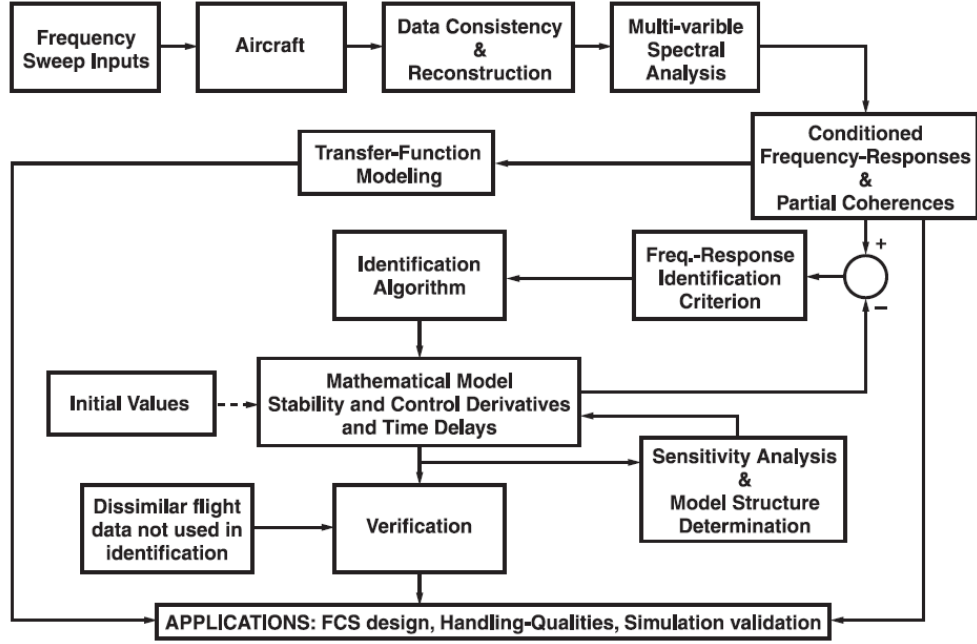 Frequency
Sweep Inputs
Aircraft
Data Consistency
&
Reconstruction
Multi-varible
Spectral
Analysis
Conditioned
Frequency-Responses
&
Partial Coherences
Transfer-Function
Modeling
+
−
Freq.-Response
Identification
Criterion
Identification
Algorithm
Initial Values
Mathematical Model
Stability and Control Derivatives
and Time Delays
Sensitivity Analysis
&
Model Structure
Determination
Dissimilar flight
data not used in
identification
Verification
APPLICATIONS: FCS design, Handling-Qualities, Simulation validation